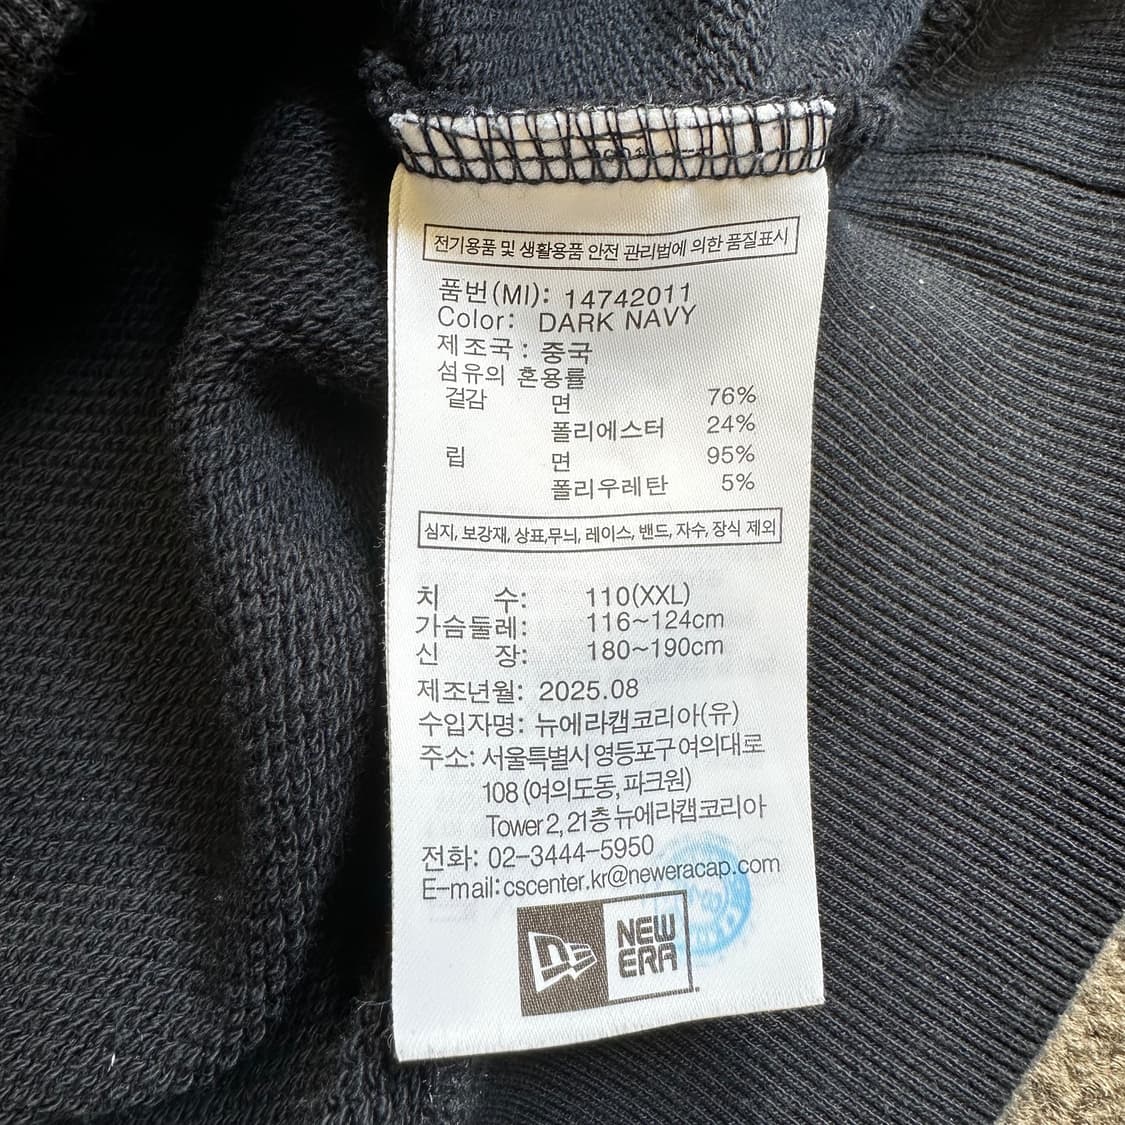 전기용품 및 생활용품 안전 관리법에 의한 품질표시
품번(MI): 14742011
Color: DARK NAVY
제조국 : 중국
섬유의 혼용률
겉감 면 76%
폴리에스터 24%
립 면 95%
폴리우레탄 5%
심지, 보강재, 상표,무늬, 레이스, 밴드, 자수, 장식 제외
치 수: 110(XXL)
가슴둘레: 116~124cm
신 장: 180~190cm
제조년월: 2025.08
수입자명: 뉴에라캡코리아(유)
주소: 서울특별시 영등포구 여의대로
108 (여의도동, 파크원)
Tower 2, 21층 뉴에라캡코리아
전화: 02-3444-5950
E-mail: cscenter.kr@neweracap.com
NEW
ERA